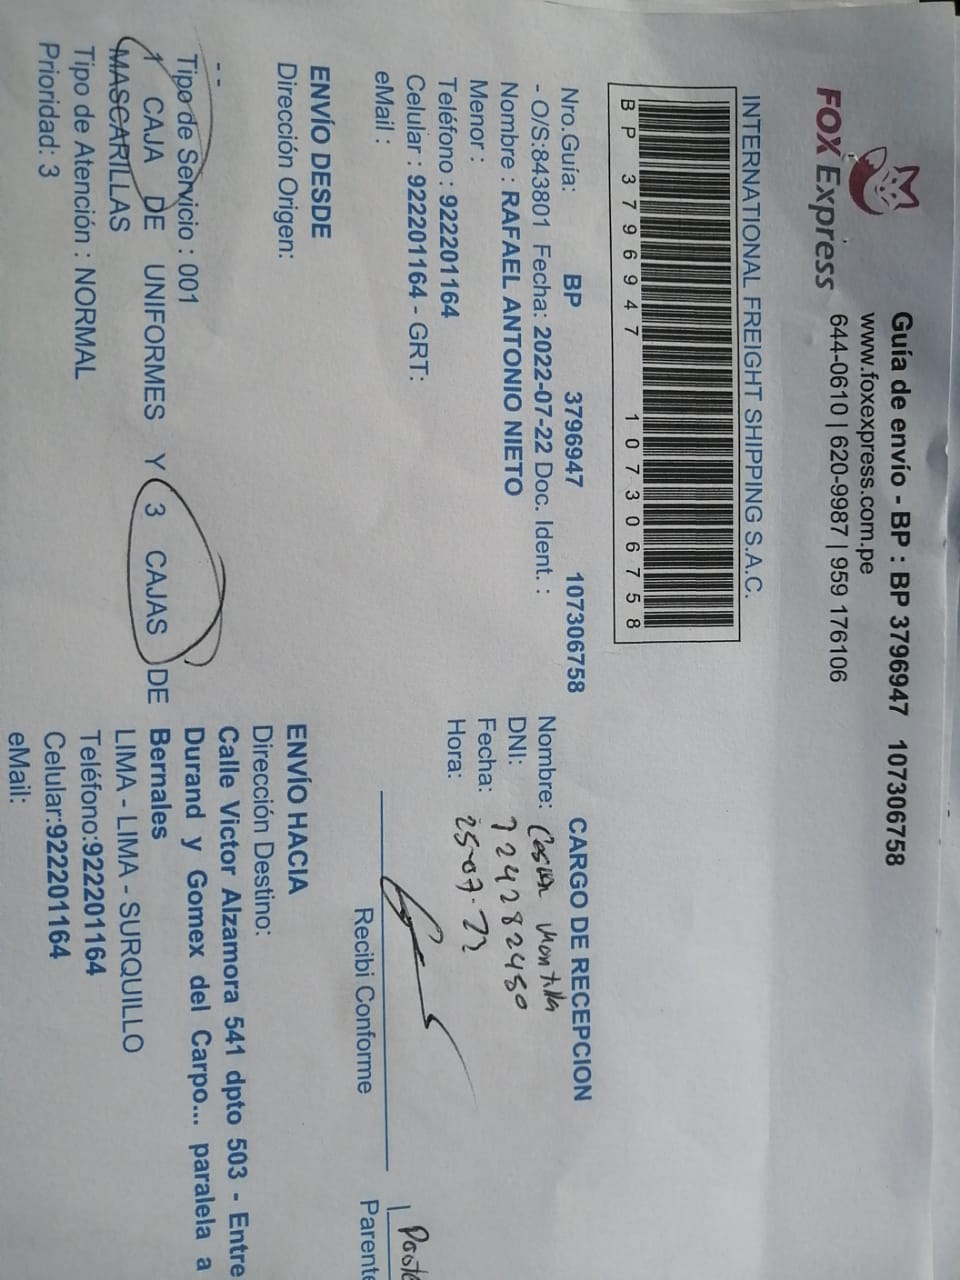 Guía de envío - BP : BP 3796947 107306758
www.foxexpress.com.pe
644-0610 | 620-9987 | 959 176106
FOX Express
INTERNATIONAL FREIGHT SHIPPING S.A.C.
BP3796947107306758
Nro.Guía: BP 3796947 107306758
- O/S:843801 Fecha: 2022-07-22 Doc. Ident. :
Nombre : RAFAEL ANTONIO NIETO
Menor :
Teléfono : 922201164
Celular : 922201164 - GRT:
eMail :
CARGO DE RECEPCION
Nombre: Montilla
DNI:
Fecha: 25-07-22
Hora:
Recibi Conforme
Parente
ENVÍO DESDE
Dirección Origen:
ENVÍO HACIA
Dirección Destino:
Calle Victor Alzamora 541 dpto 503 - Entre
Durand y Gomex del Carpo... paralela a
Bernales
LIMA - LIMA - SURQUILLO
Teléfono:922201164
Celular:922201164
eMail:
--
Tipo de Servicio : 001
1 CAJA DE UNIFORMES Y 3 CAJAS DE
MASCARILLAS
Tipo de Atención : NORMAL
Prioridad: 3